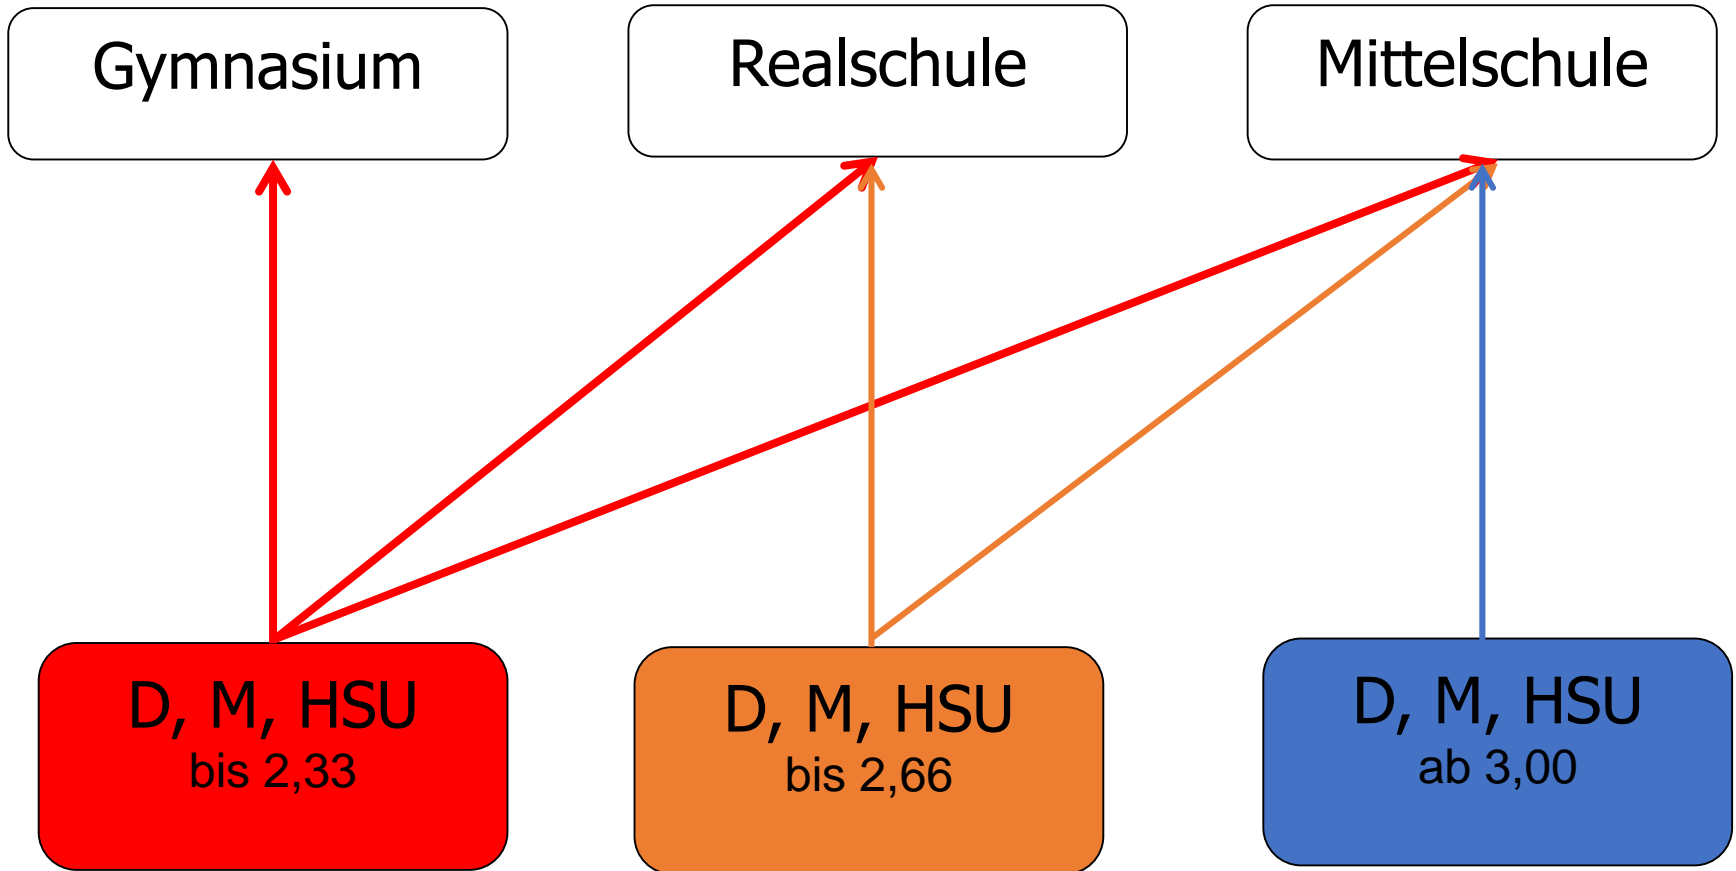 Gymnasium
Realschule
Mittelschule
D, M, HSU
bis 2,33
D, M, HSU
bis 2,66
D, M, HSU
ab 3,00